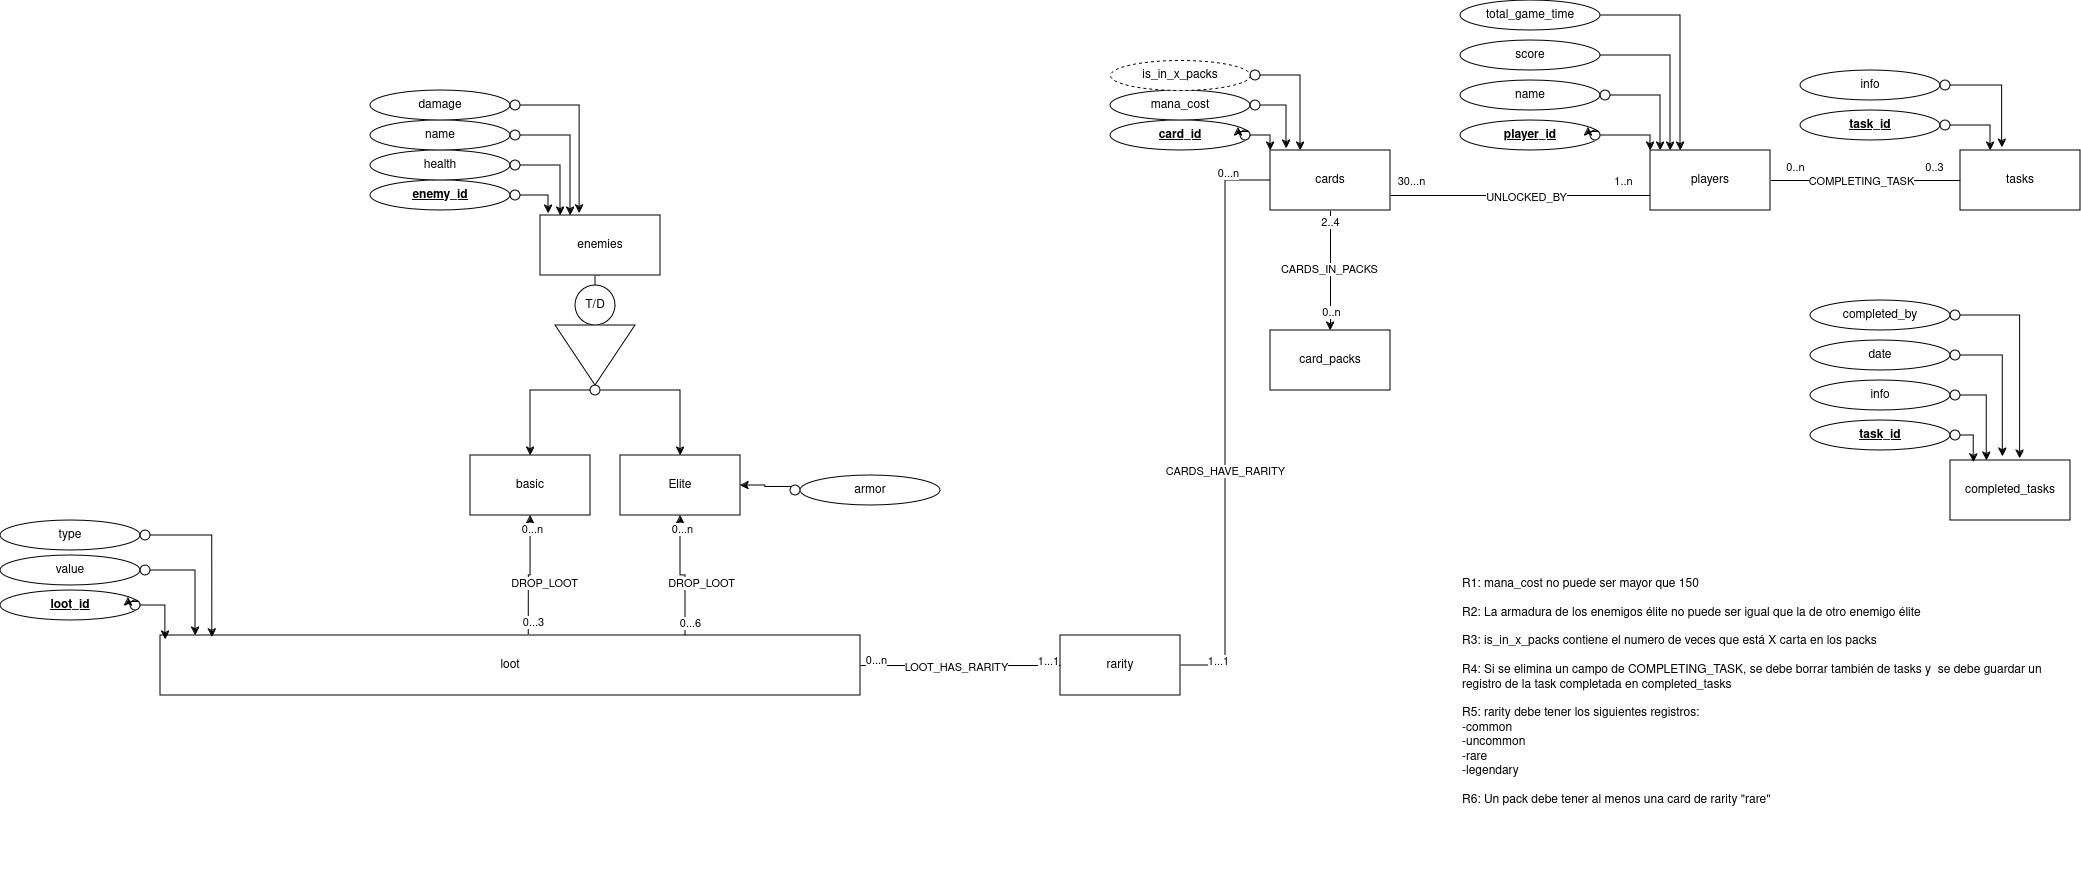 total_game_time
score
name
player_id
is_in_x_packs
mana_cost
card_id
info
task_id
damage
name
health
enemy_id
0...n
cards
30...n
1..n
UNLOCKED_BY
players
0..n
0..3
COMPLETING_TASK
tasks
enemies
2..4
CARDS_IN_PACKS
0..n
card_packs
T/D
completed_by
date
info
task_id
completed_tasks
basic
Elite
armor
CARDS_HAVE_RARITY
type
value
loot_id
0...n
0...n
DROP_LOOT
DROP_LOOT
0...3
0...6
loot
0...n
LOOT_HAS_RARITY
1...1
rarity
1...1
R1: mana_cost no puede ser mayor que 150
R2: La armadura de los enemigos élite no puede ser igual que la de otro enemigo élite
R3: is_in_x_packs contiene el numero de veces que está X carta en los packs
R4: Si se elimina un campo de COMPLETING_TASK, se debe borrar también de tasks y  se debe guardar un
registro de la task completada en completed_tasks
R5: rarity debe tener los siguientes registros:
-common
-uncommon
-rare
-legendary
R6: Un pack debe tener al menos una card de rarity "rare"